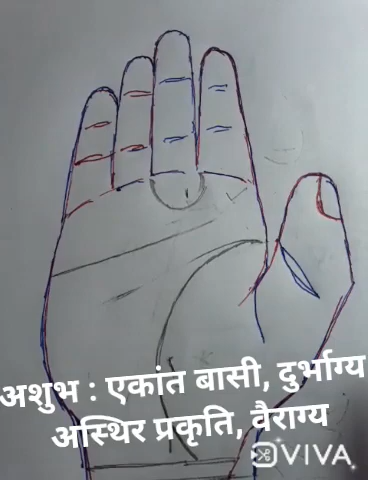 अशुभ : एकांत बासी, दुर्भाग्य
अस्थिर प्रकृति, वैराग्य
VIVA